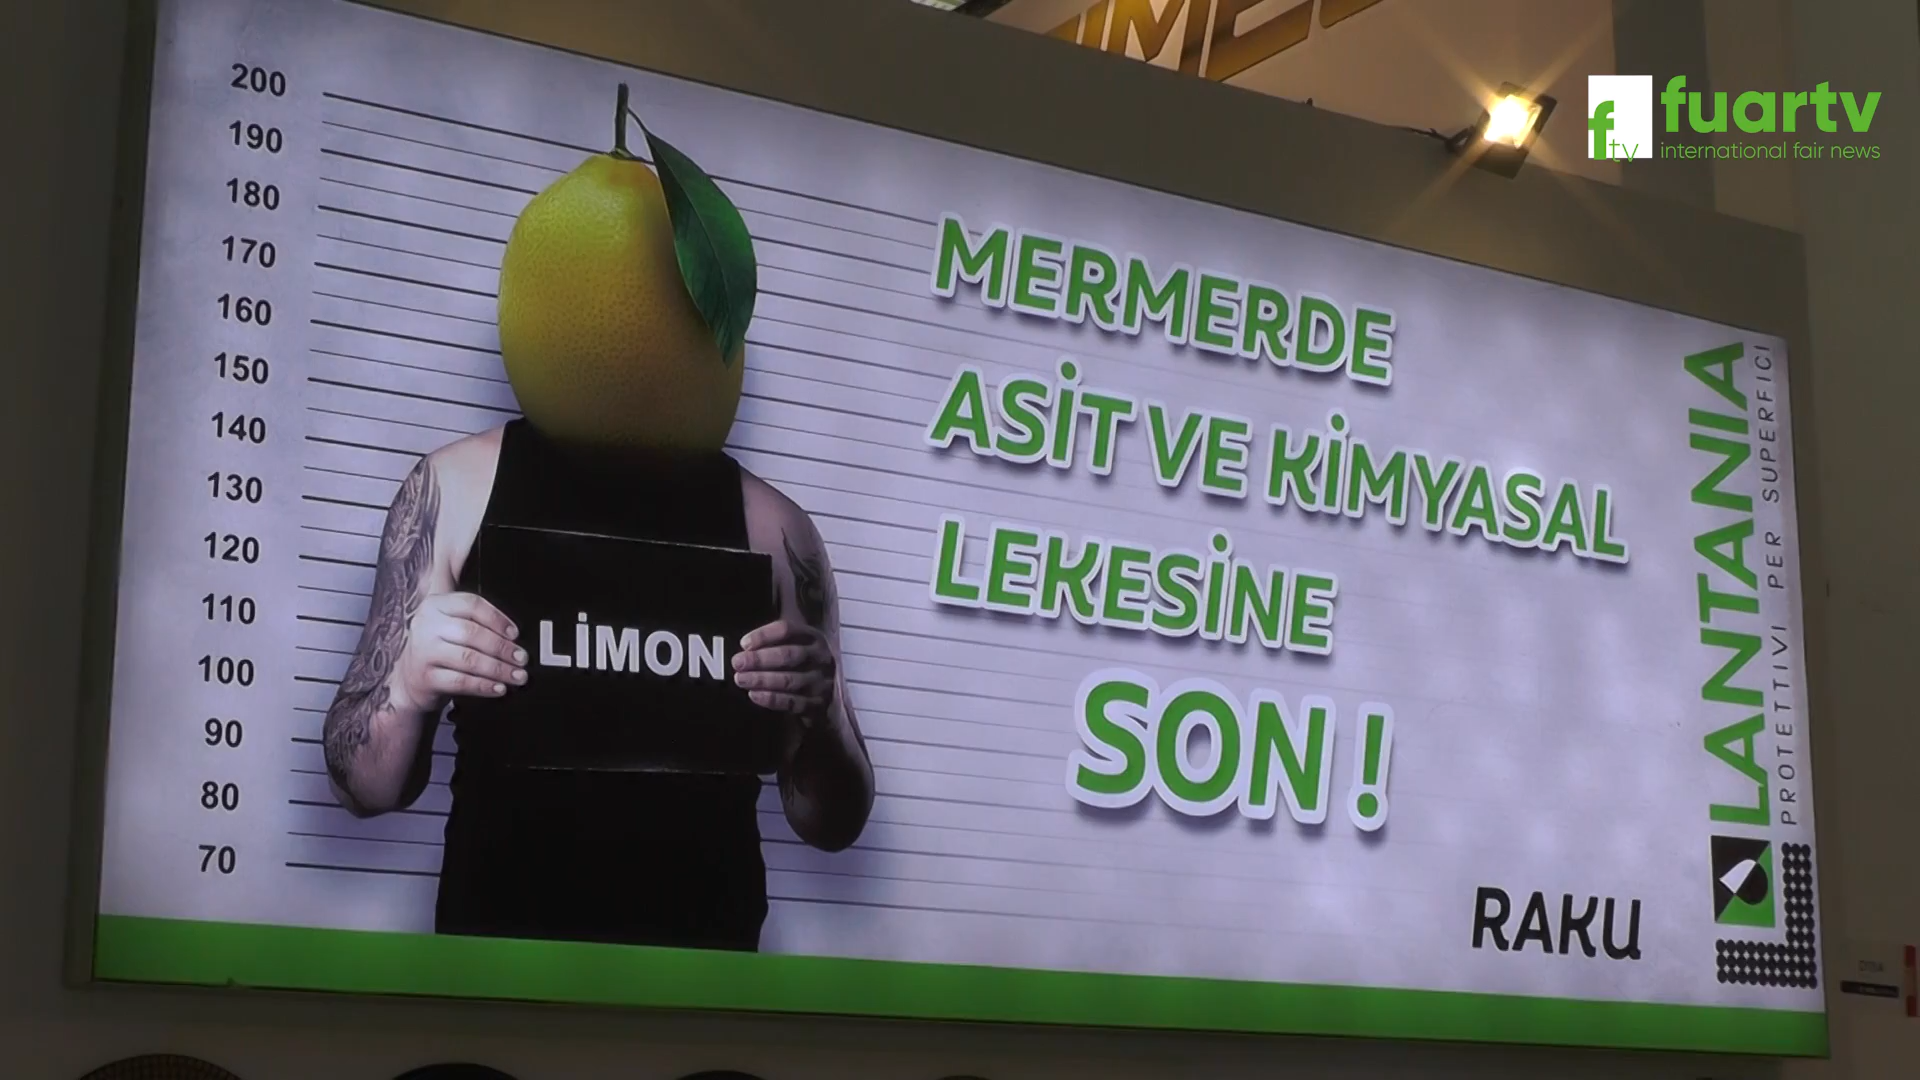 fuartv
f
tv
international fair news
200
190
180
170
160
150
140
130
120
110
100
90
80
70
LİMON
MERMERDE
ASİT VE KİMYASAL
LEKESİNE
SON !
RAKU
LANTANIA
PROTETTIVI PER SUPERFICI